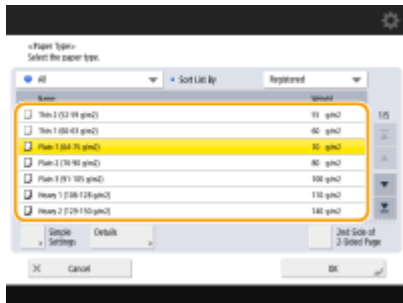 <Paper Type>
Select the paper type.
All
Sort List By
Registered
Name
Weight
Thin 2 (52-59 g/m2)
g/m2
Thin 1 (60-63 g/m2)
60 g/m2
1/5
Plain 1 (64-75 g/m2)
70 g/m2
Plain 2 (76-90 g/m2)
80 g/m2
Plain 3 (91-105 g/m2)
100 g/m2
Heavy 1 (106-128 g/m2)
110 g/m2
Heavy 2 (129-150 g/m2)
140 g/m2
Simple
Settings
Details
2nd Side of
2-Sided Page
Cancel
OK